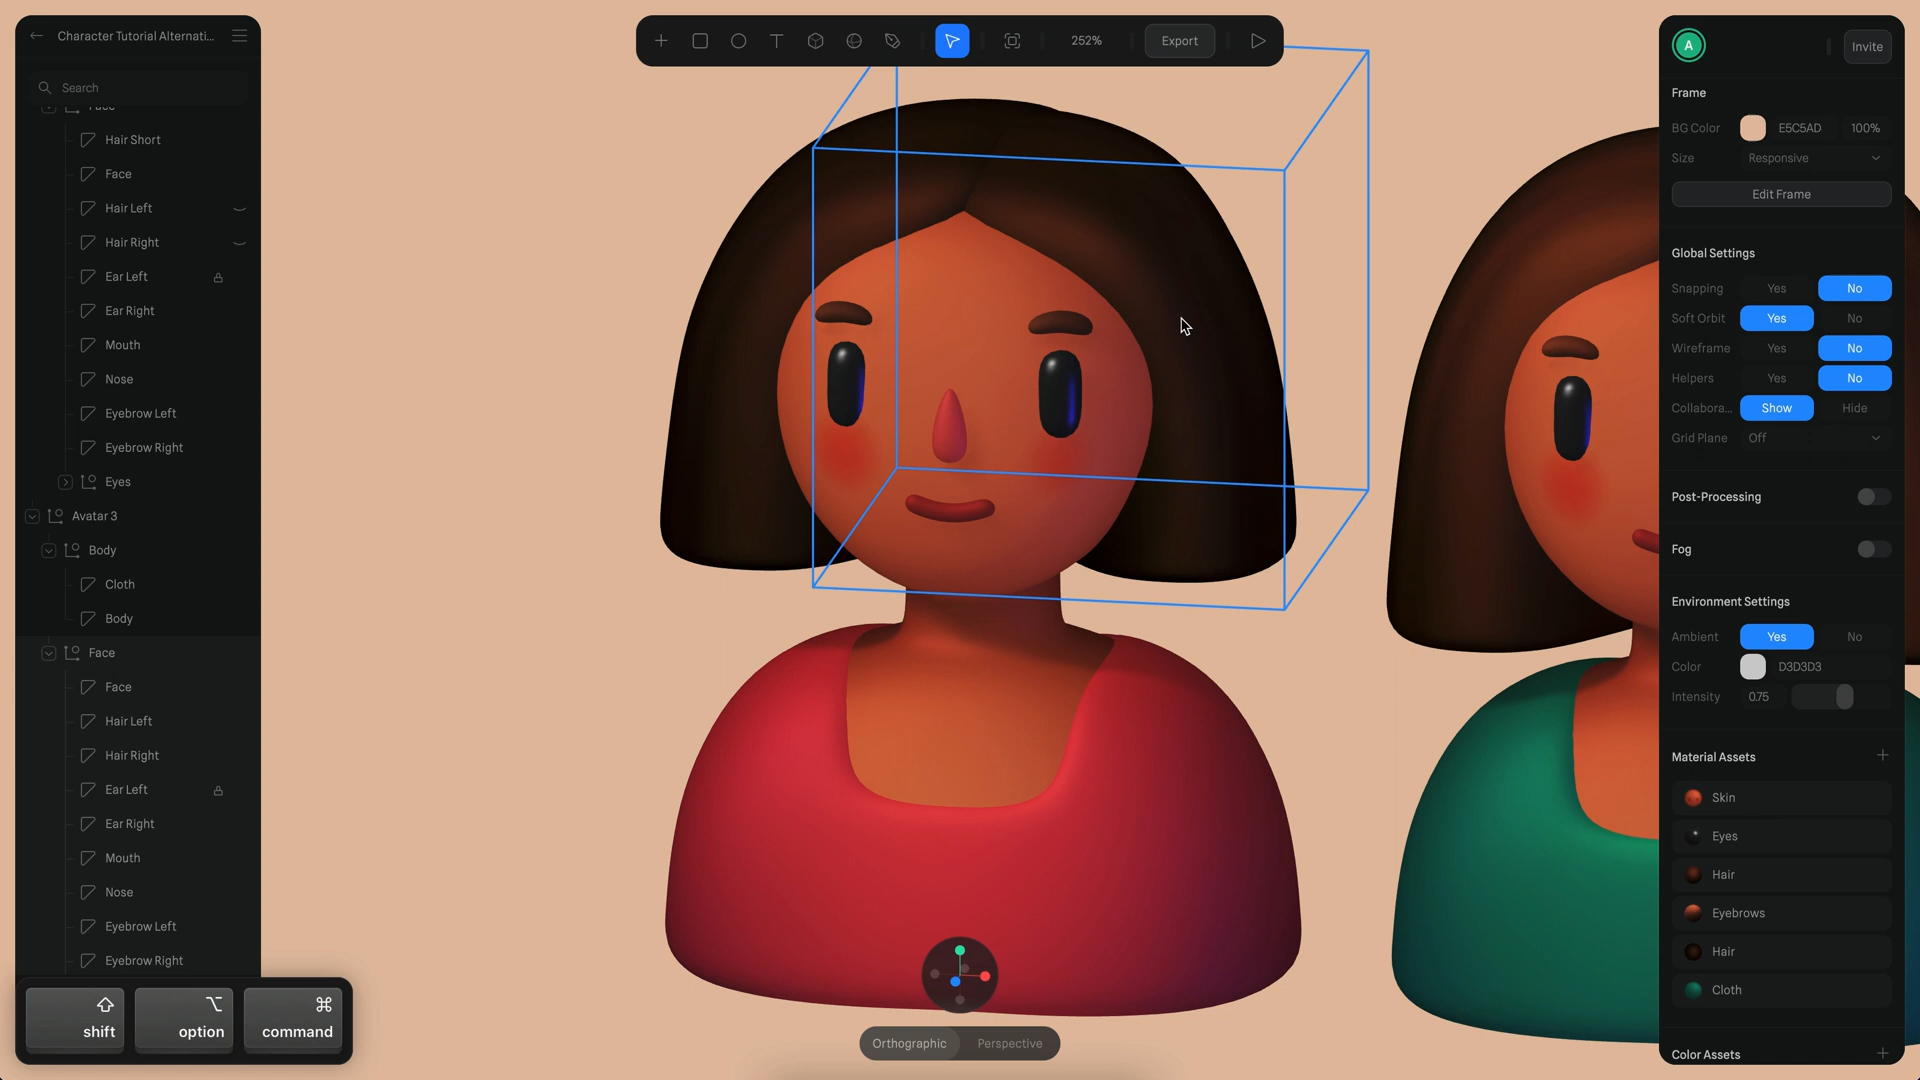 Character Tutorial Alternati...
Search
Face
Hair Short
Face
Hair Left
Hair Right
Ear Left
Ear Right
Mouth
Nose
Eyebrow Left
Eyebrow Right
Eyes
Avatar 3
Body
Cloth
Body
Face
Face
Hair Left
Hair Right
Ear Left
Ear Right
Mouth
Nose
Eyebrow Left
Eyebrow Right
shift
option
command
252%
Export
Orthographic
Perspective
A
Invite
Frame
BG Color E5C5AD 100%
Size Responsive
Edit Frame
Global Settings
Snapping Yes No
Soft Orbit Yes No
Wireframe Yes No
Helpers Yes No
Collabora... Show Hide
Grid Plane Off
Post-Processing
Fog
Environment Settings
Ambient Yes No
Color D3D3D3
Intensity 0.75
Material Assets
Skin
Eyes
Hair
Eyebrows
Hair
Cloth
Color Assets